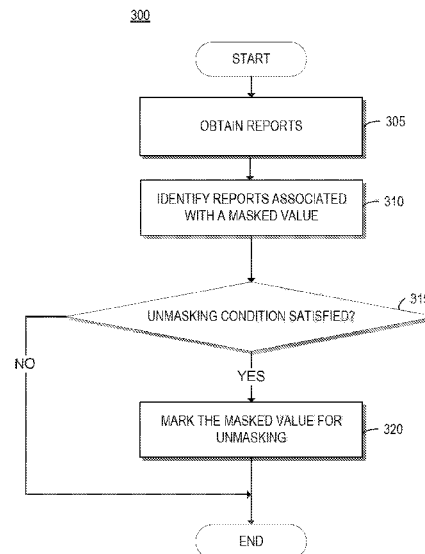 300
START
OBTAIN REPORTS
305
IDENTIFY REPORTS ASSOCIATED
WITH A MASKED VALUE
310
315
UNMASKING CONDITION SATISFIED?
NO
YES
MARK THE MASKED VALUE FOR
UNMASKING
320
END